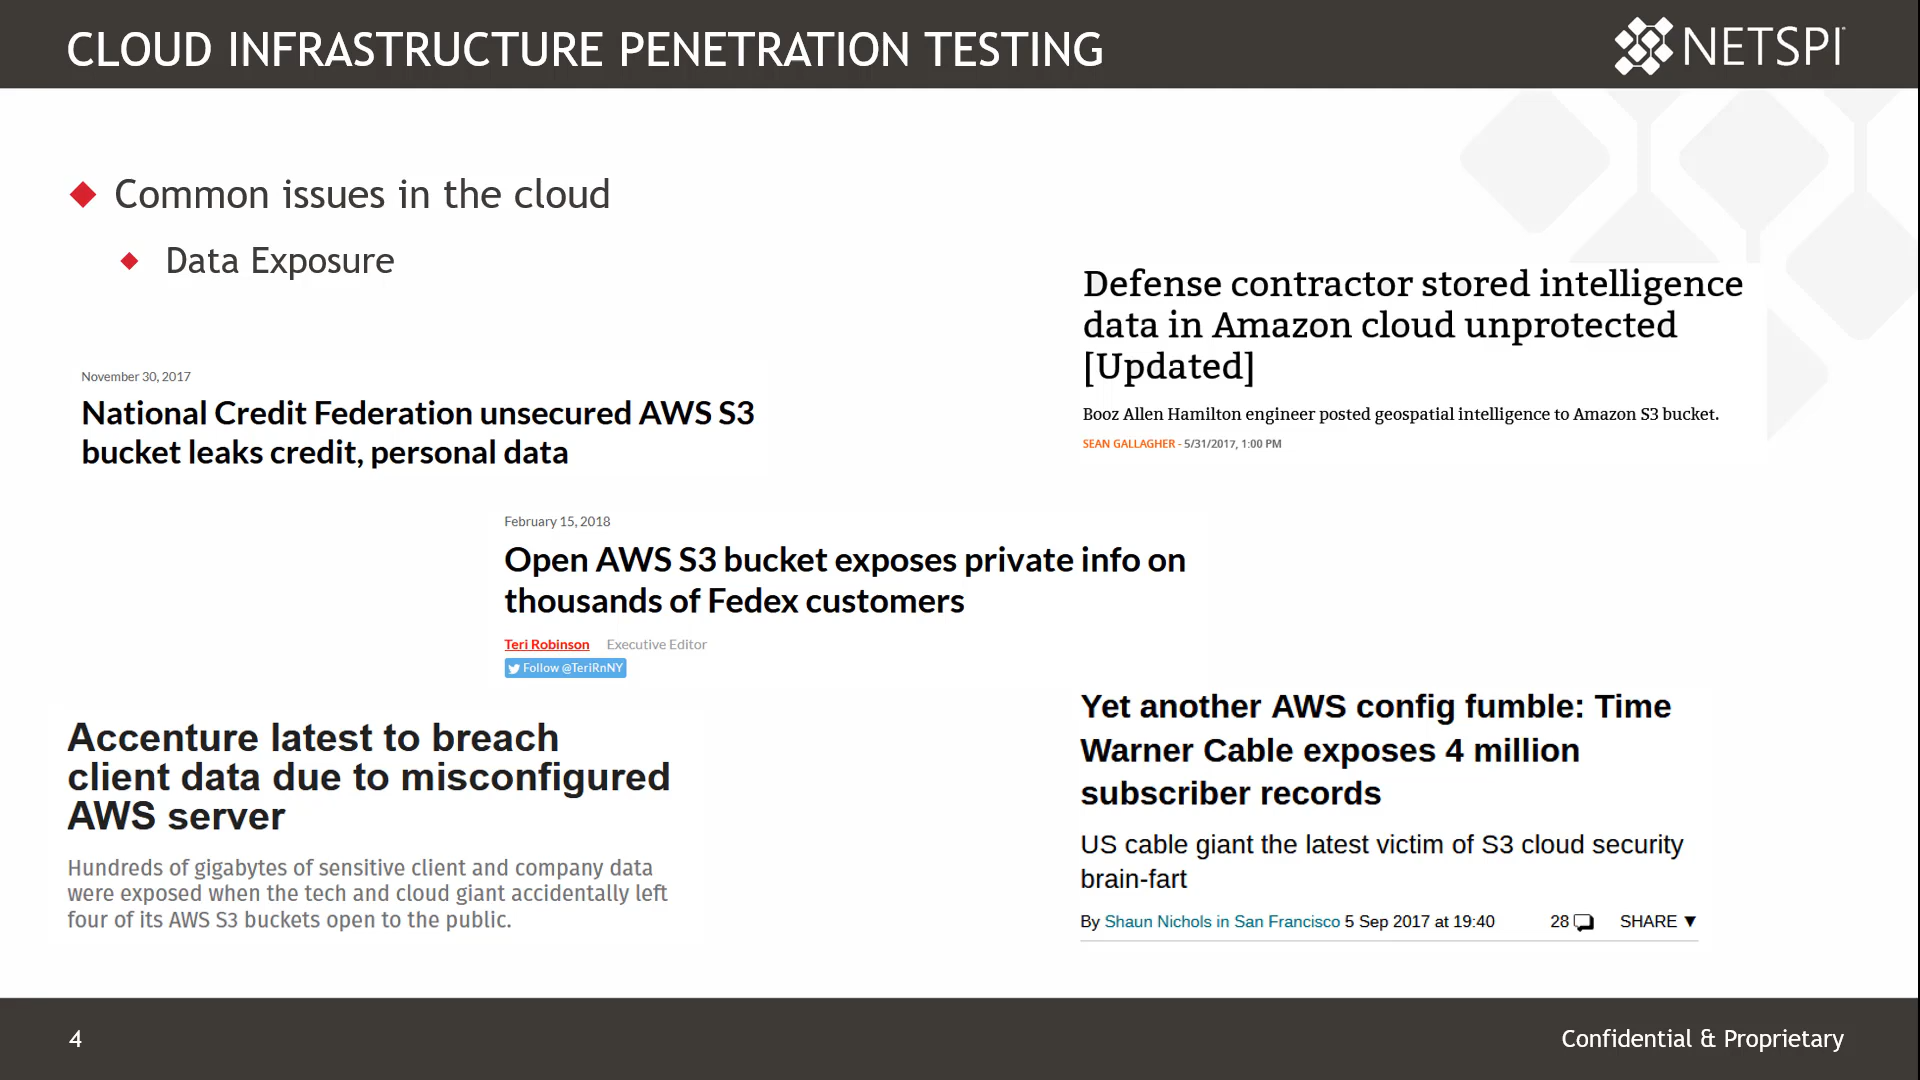 CLOUD INFRASTRUCTURE PENETRATION TESTING
NETSPI
Common issues in the cloud
Data Exposure
Defense contractor stored intelligence
data in Amazon cloud unprotected
[Updated]
Booz Allen Hamilton engineer posted geospatial intelligence to Amazon S3 bucket.
SEAN GALLAGHER - 5/31/2017, 1:00 PM
November 30, 2017
National Credit Federation unsecured AWS S3
bucket leaks credit, personal data
February 15, 2018
Open AWS S3 bucket exposes private info on
thousands of Fedex customers
Teri Robinson Executive Editor
Follow @TeriRnNY
Accenture latest to breach
client data due to misconfigured
AWS server
Hundreds of gigabytes of sensitive client and company data
were exposed when the tech and cloud giant accidentally left
four of its AWS S3 buckets open to the public.
Yet another AWS config fumble: Time
Warner Cable exposes 4 million
subscriber records
US cable giant the latest victim of S3 cloud security
brain-fart
By Shaun Nichols in San Francisco 5 Sep 2017 at 19:40 28 SHARE ▼
4
Confidential & Proprietary